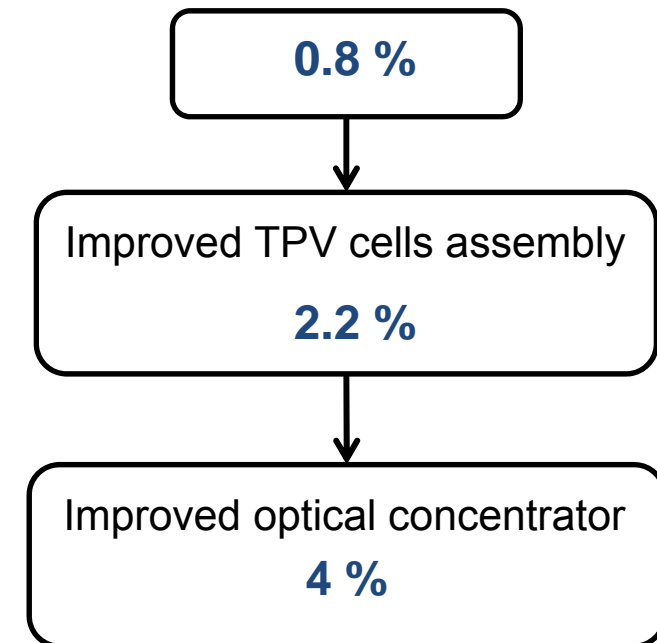 0.8 %
Improved TPV cells assembly
2.2 %
Improved optical concentrator
4 %